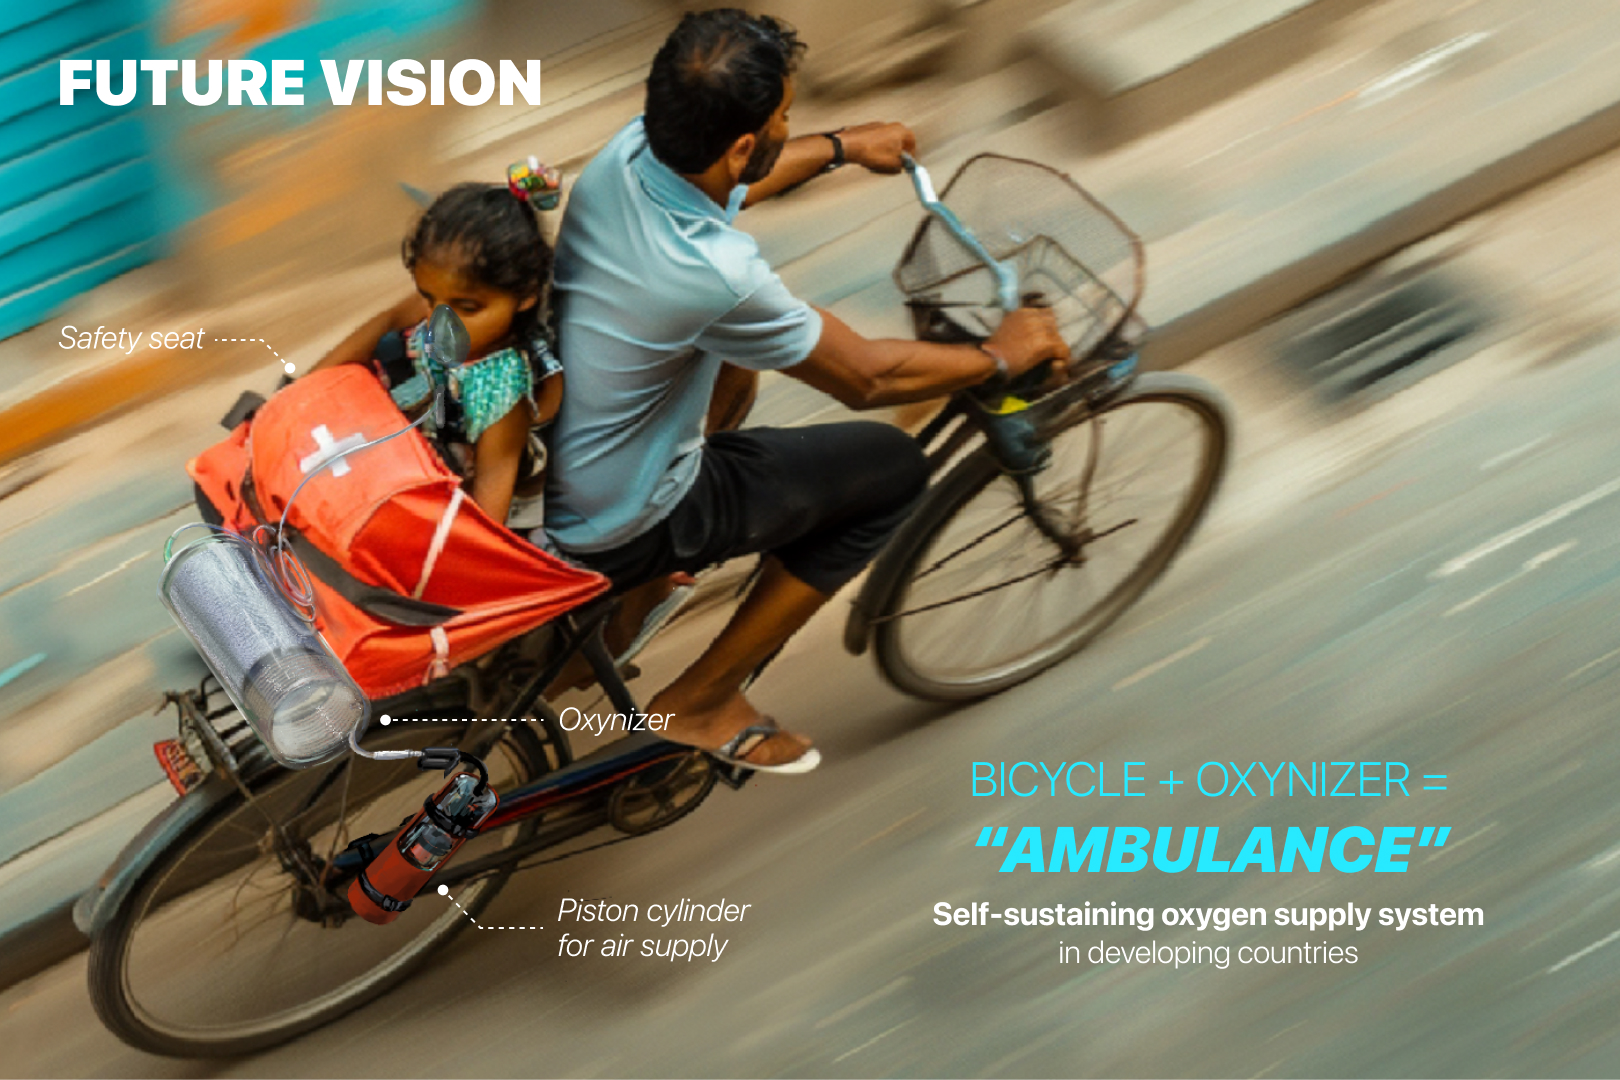 FUTURE VISION
Safety seat
Oxynizer
Piston cylinder
for air supply
BICYCLE + OXYNIZER =
“AMBULANCE”
Self-sustaining oxygen supply system
in developing countries